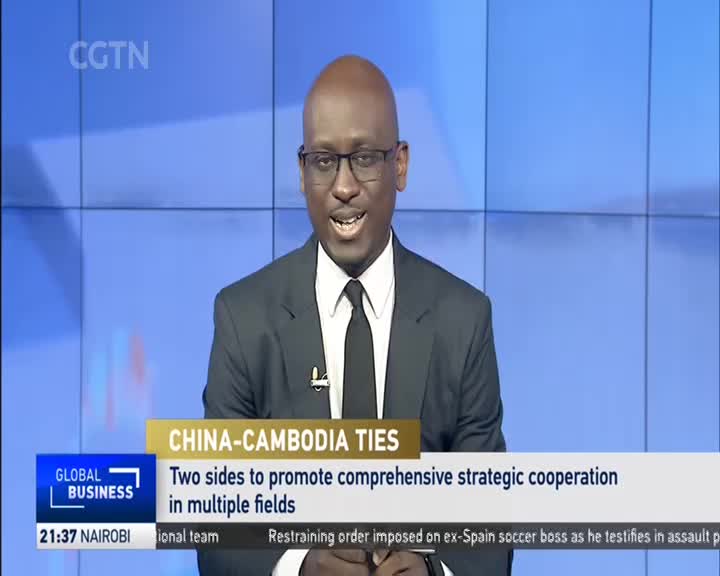 CGTN
CHINA-CAMBODIA TIES
Two sides to promote comprehensive strategic cooperation
in multiple fields
GLOBAL
BUSINESS
21:37 NAIROBI
ional team Restraining order imposed on ex-Spain soccer boss as he testifies in assault p